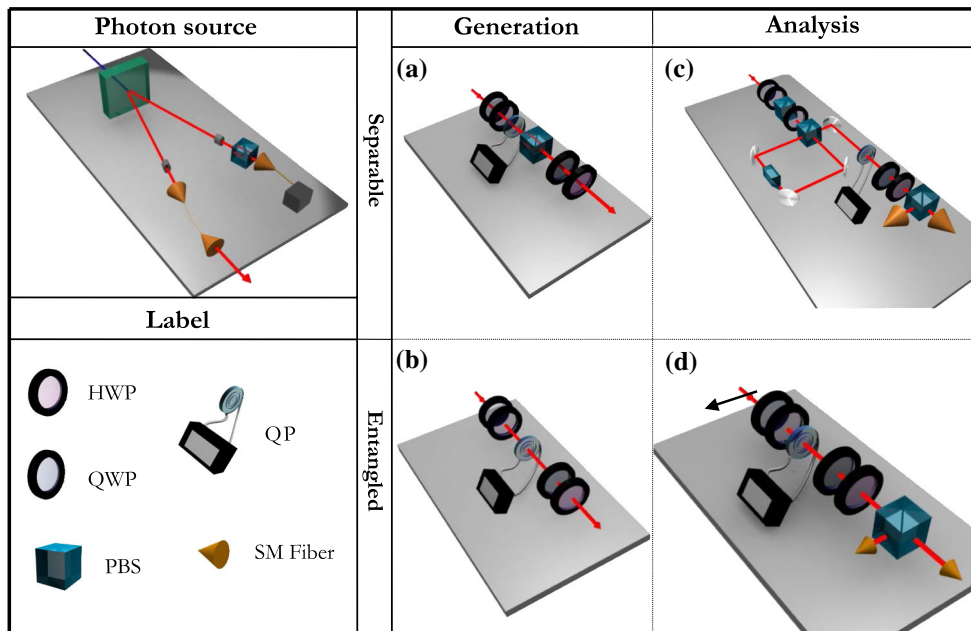 Photon source
Generation
Analysis
(a)
(c)
Separable
Label
HWP
QP
QWP
PBS
SM Fiber
(b)
(d)
Entangled